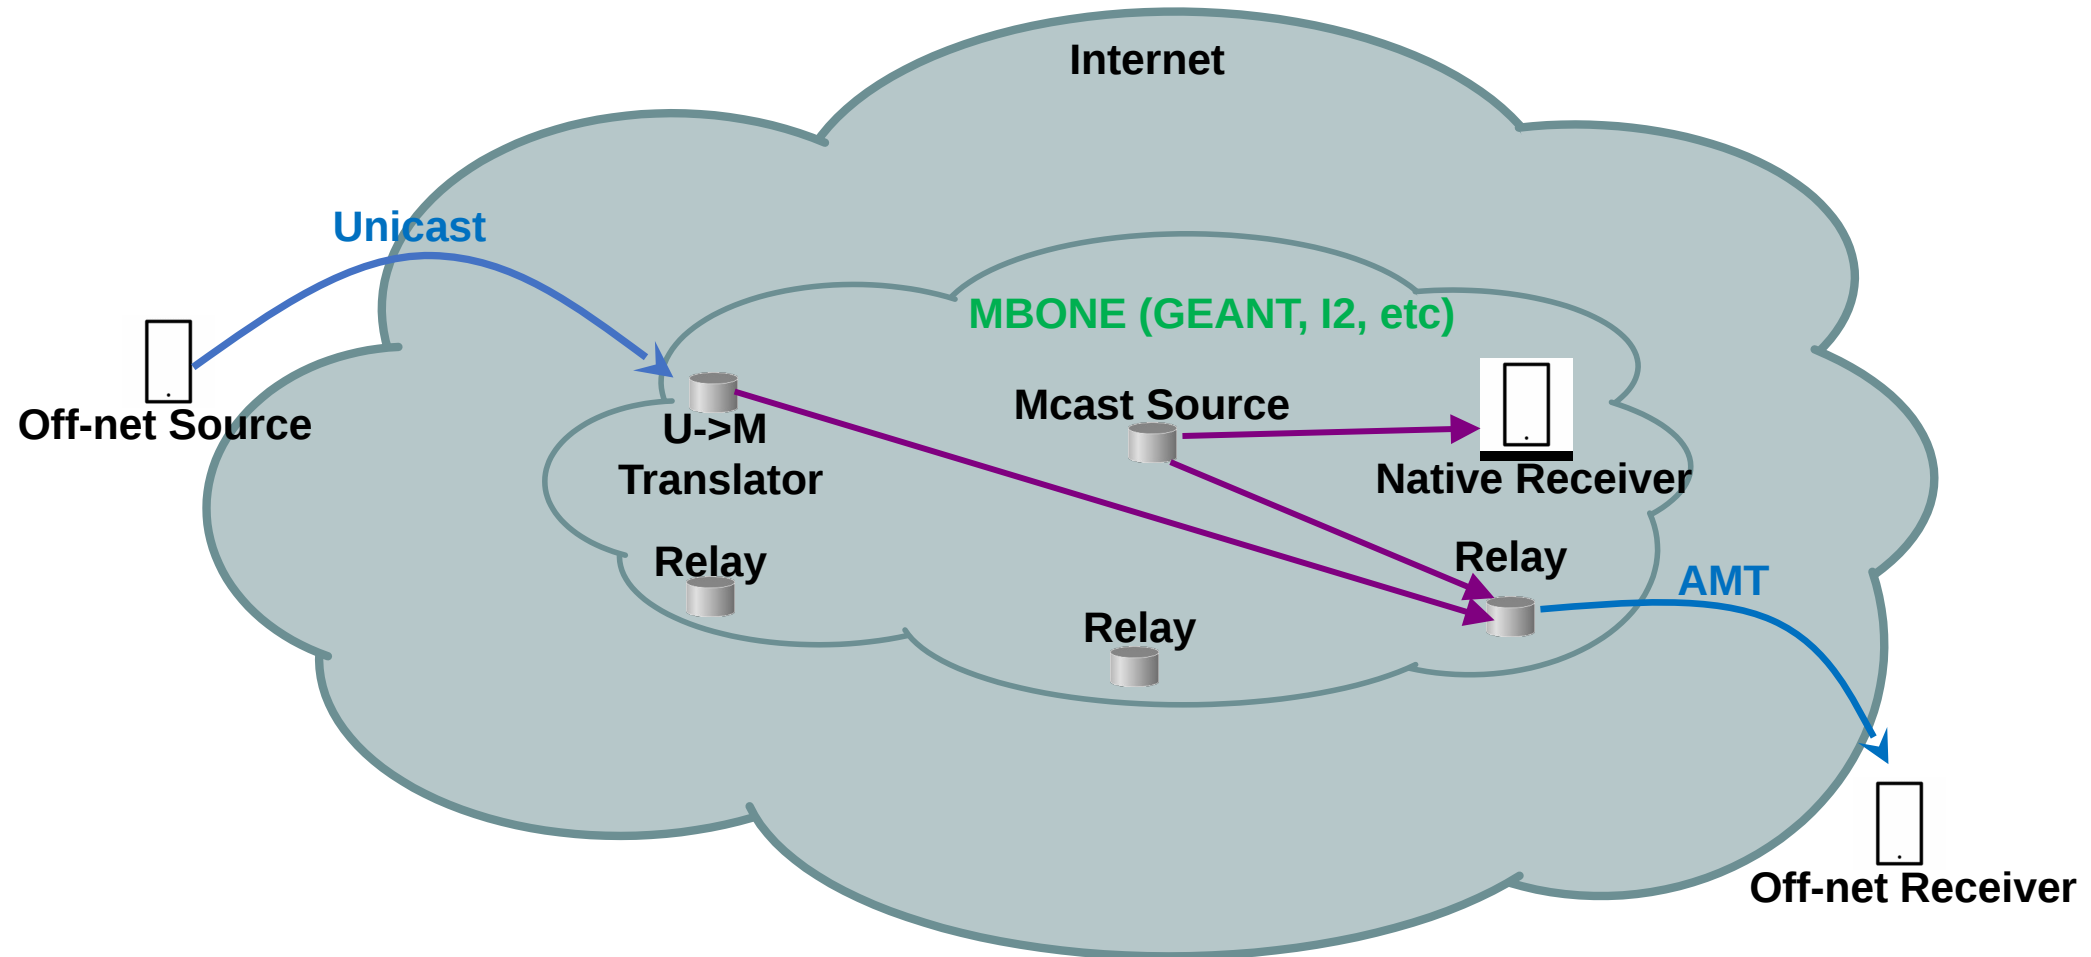 Internet
Unicast
MBONE (GEANT, I2, etc)
Off-net Source
U->M
Translator
Mcast Source
Native Receiver
Relay
Relay
Relay
AMT
Off-net Receiver